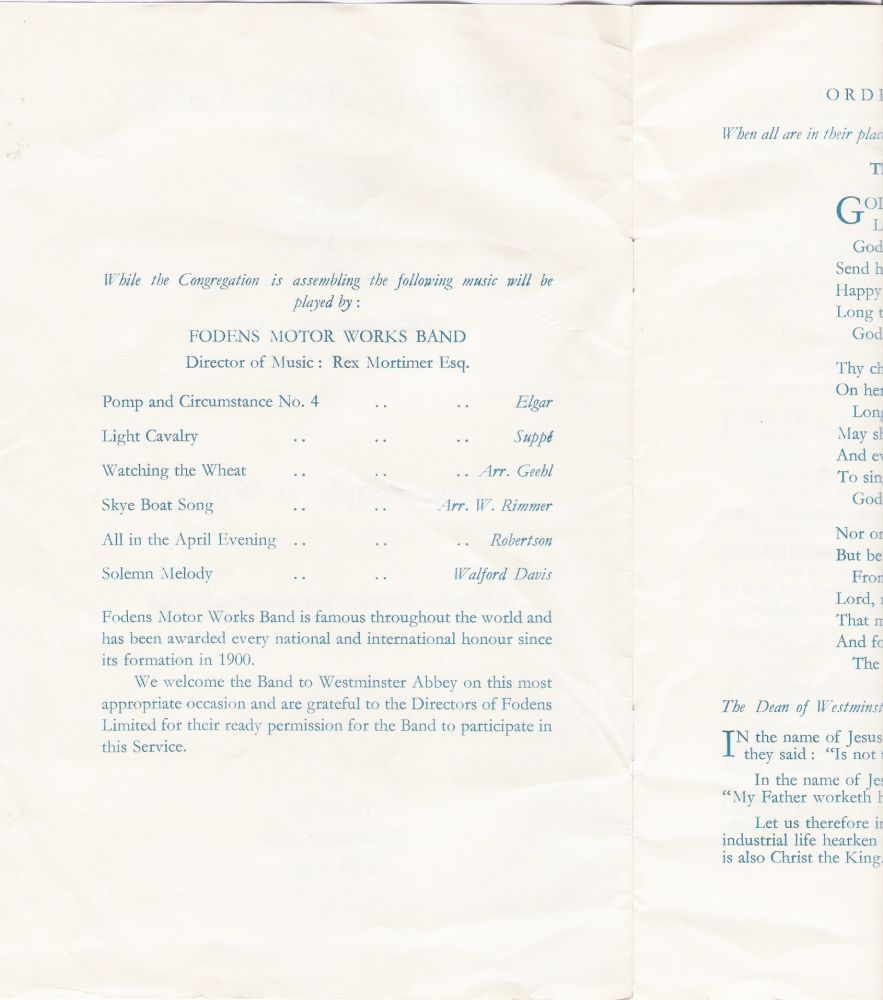 While the Congregation is assembling the following music will be
played by :
FODENS MOTOR WORKS BAND
Director of Music : Rex Mortimer Esq.
Pomp and Circumstance No. 4 .. .. Elgar
Light Cavalry .. .. .. Suppé
Watching the Wheat .. .. .. Arr. Geehl
Skye Boat Song .. .. Arr. W. Rimmer
All in the April Evening .. .. .. Robertson
Solemn Melody .. .. Walford Davis
Fodens Motor Works Band is famous throughout the world and
has been awarded every national and international honour since
its formation in 1900.
We welcome the Band to Westminster Abbey on this most
appropriate occasion and are grateful to the Directors of Fodens
Limited for their ready permission for the Band to participate in
this Service.
ORD
When all are in their
GO
L
God
Send h
Happy
Long t
God
Thy ch
On her
Long
May sh
And ev
To sin
God
Nor on
But be
From
Lord,
That m
And fo
The
The Dean of Westminst
IN the name of Jesus
they said : "Is not
In the name of Jes
"My Father worketh h
Let us therefore in
industrial life hearken
is also Christ the King.